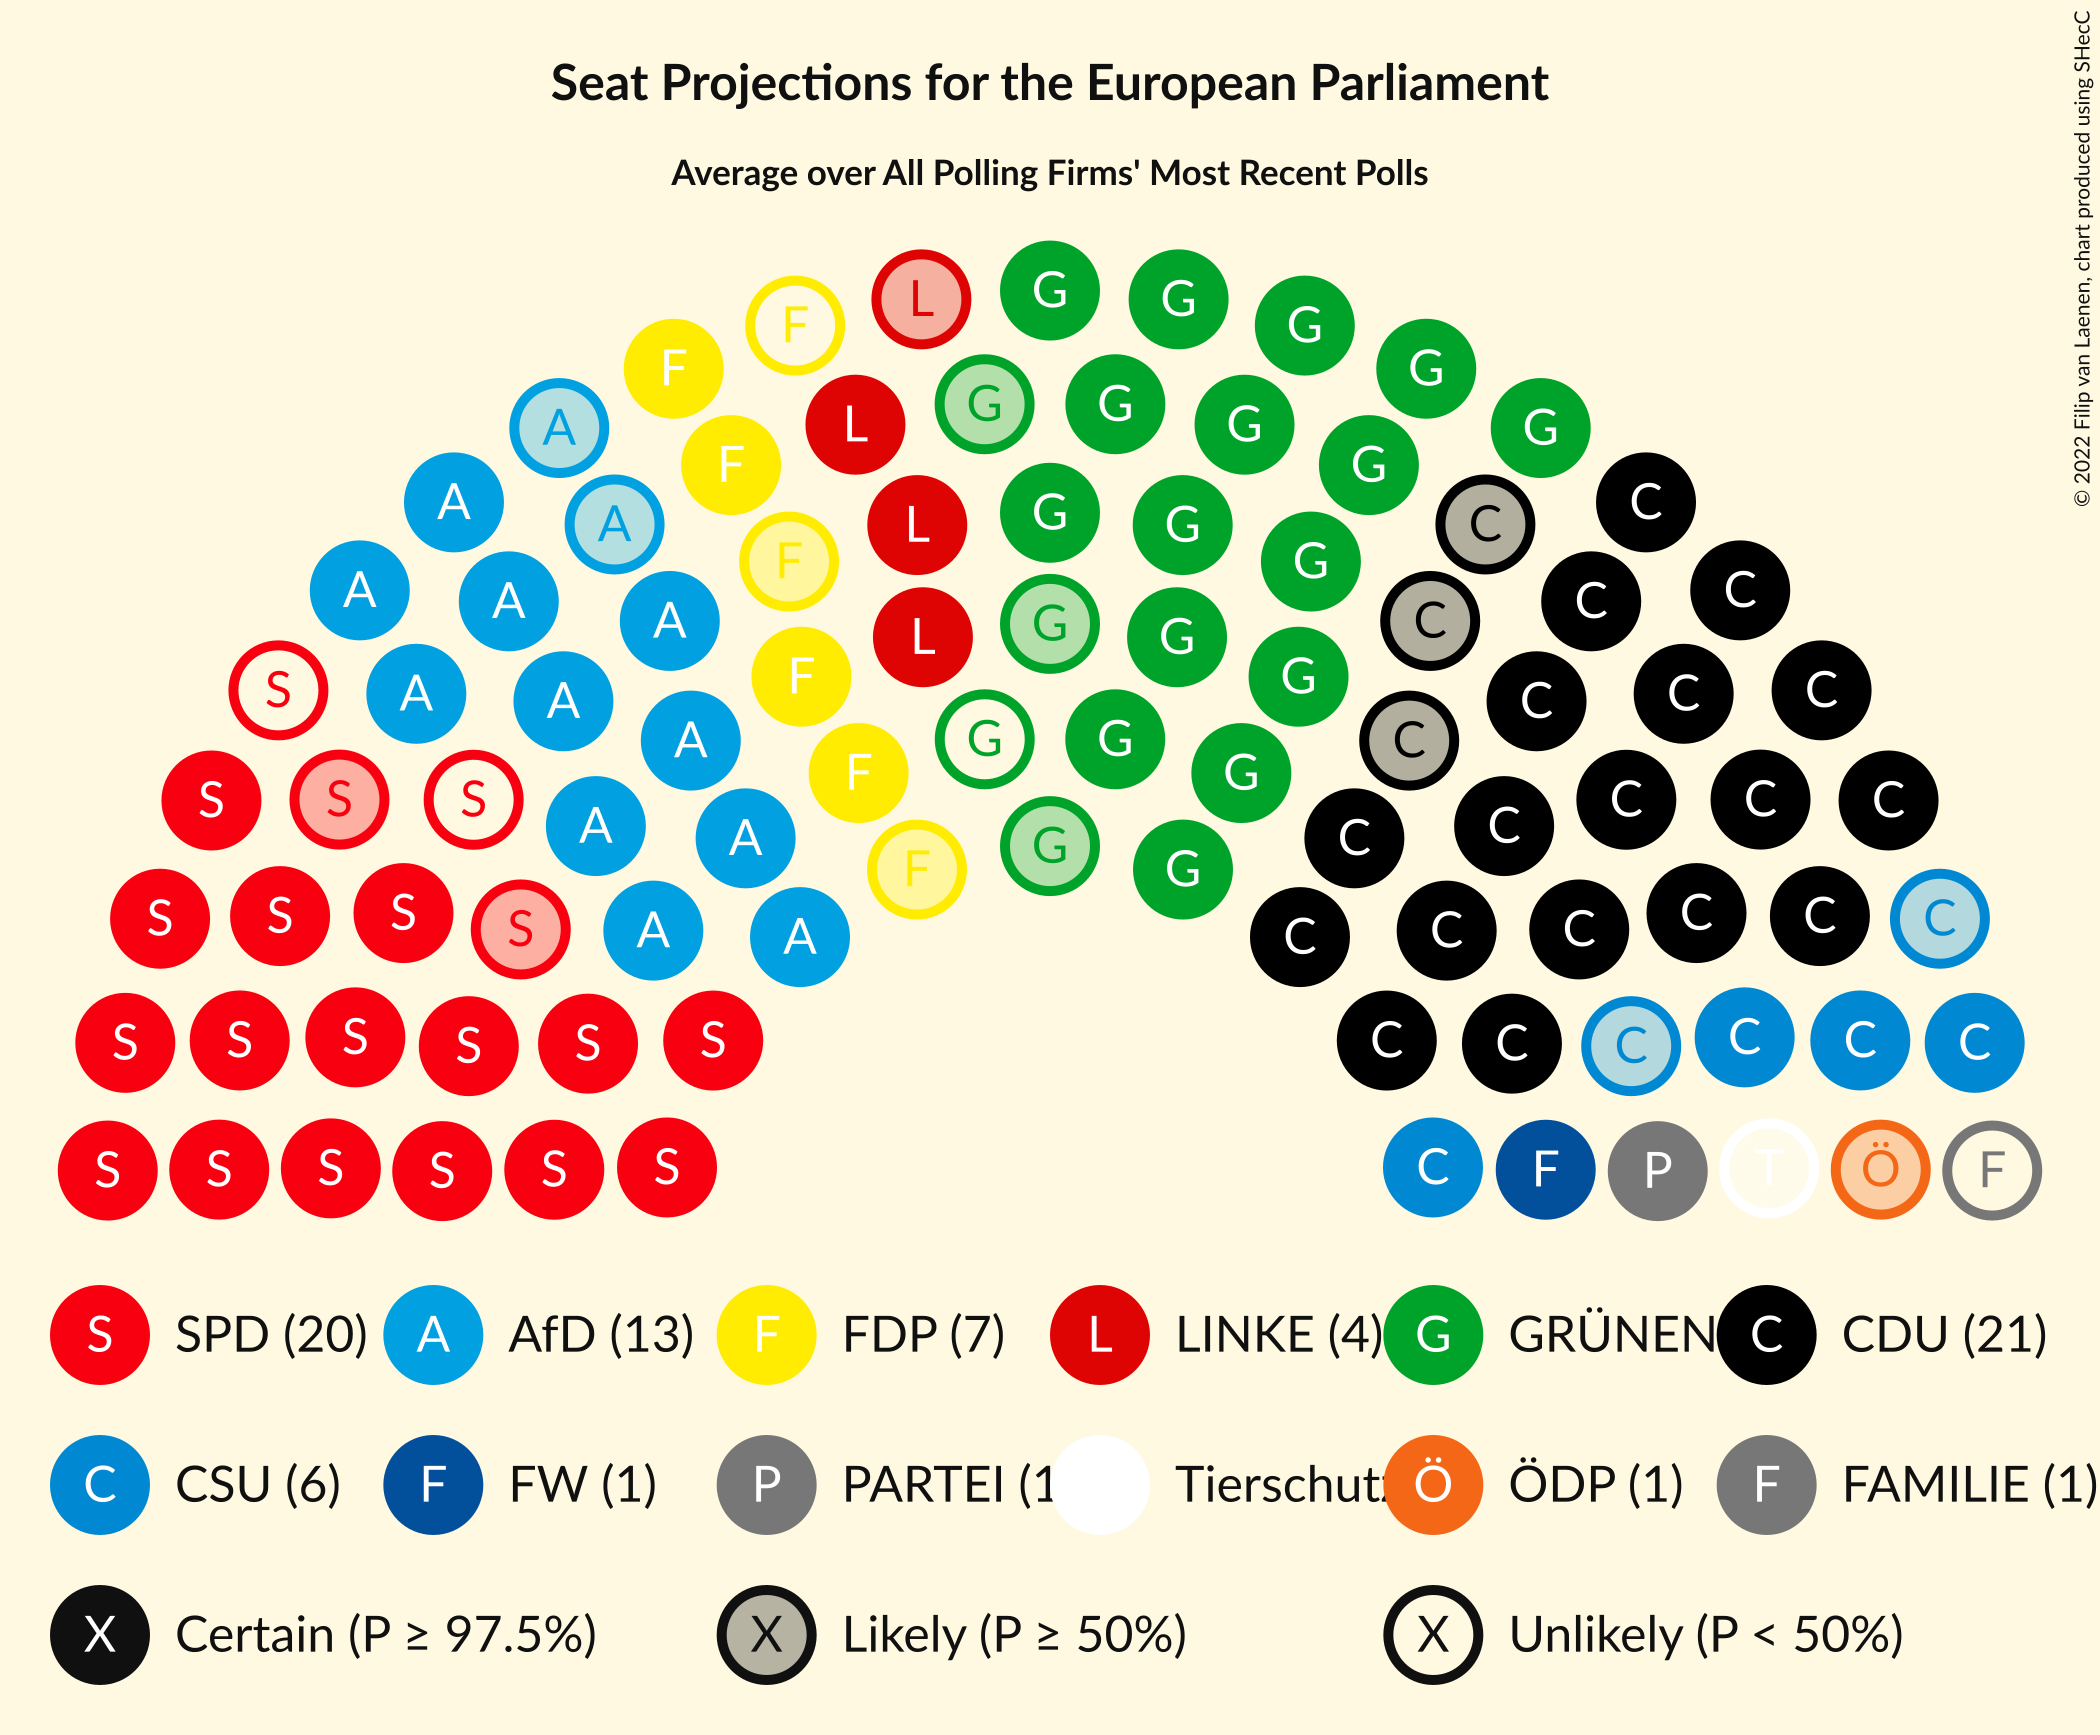 Seat Projections for the European Parliament
Average over All Polling Firms' Most Recent Polls
© 2022 Filip van Laenen, chart produced using SHecC
F L G G G G
A F L G G G G G
A A F F L G G G C C
A A A F L G G G C C C
S A A A F G G G C C C C
S S S A A F G G C C C C C
S S S S A A C C C C C C
S S S S S S C C C C C C
S S S S S S C F P T Ö F
S SPD (20) A AfD (13) F FDP (7) L LINKE (4) G GRÜNEN C CDU (21)
C CSU (6) F FW (1) P PARTEI (1 Tierschutz Ö ÖDP (1) F FAMILIE (1)
X Certain (P ≥ 97.5%) X Likely (P ≥ 50%) X Unlikely (P < 50%)